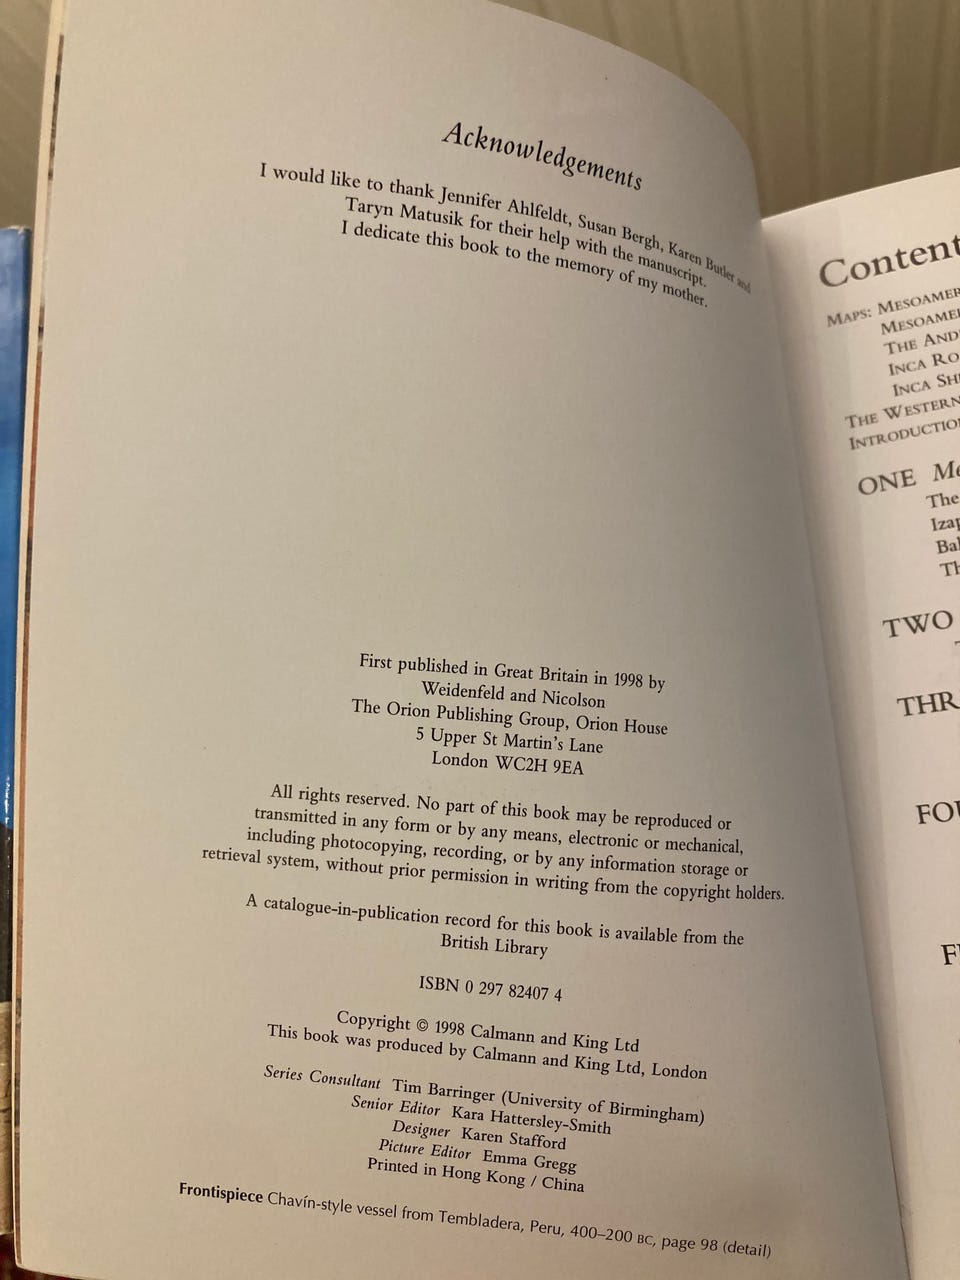 Acknowledgements
I would like to thank Jennifer Ahlfeldt, Susan Bergh, Karen Butler and
Taryn Matusik for their help with the manuscript.
I dedicate this book to the memory of my mother.
First published in Great Britain in 1998 by
Weidenfeld and Nicolson
The Orion Publishing Group, Orion House
5 Upper St Martin's Lane
London WC2H 9EA
All rights reserved. No part of this book may be reproduced or
transmitted in any form or by any means, electronic or mechanical,
including photocopying, recording, or by any information storage or
retrieval system, without prior permission in writing from the copyright holders.
A catalogue-in-publication record for this book is available from the
British Library
ISBN 0 297 82407 4
Copyright © 1998 Calmann and King Ltd
This book was produced by Calmann and King Ltd, London
Series Consultant Tim Barringer (University of Birmingham)
Senior Editor Kara Hattersley-Smith
Designer Karen Stafford
Picture Editor Emma Gregg
Printed in Hong Kong / China
Frontispiece Chavín-style vessel from Tembladera, Peru, 400–200 BC, page 98 (detail)
Content
MAPS: MESOAMER
MESOAMER
THE AND
INCA RO
INCA SH
THE WESTERN
INTRODUCTIO
ONE Me
The
Izap
Bal
Th
TWO
THR
FOU
F